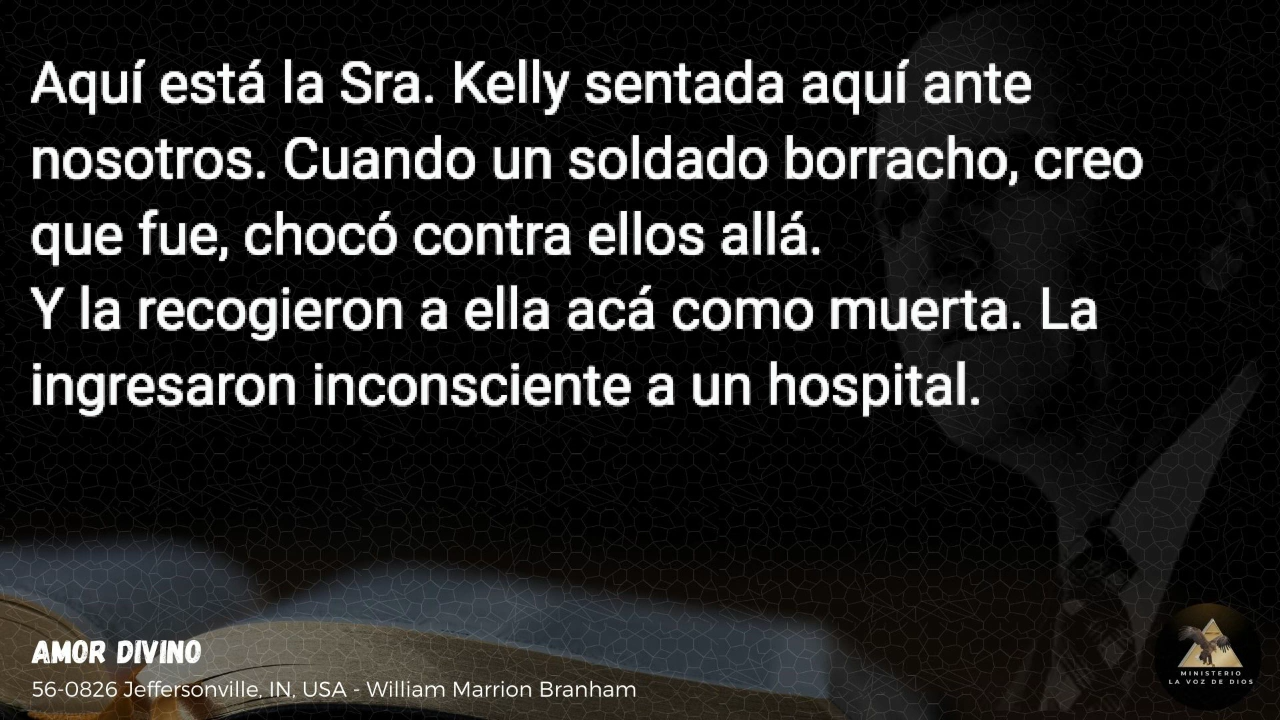 Aquí está la Sra. Kelly sentada aquí ante
nosotros. Cuando un soldado borracho, creo
que fue, chocó contra ellos allá.
Y la recogieron a ella acá como muerta. La
ingresaron inconsciente a un hospital.
AMOR DIVINO
56-0826 Jeffersonville, IN, USA - William Marrion Branham
MINISTERIO
LA VOZ DE DIOS